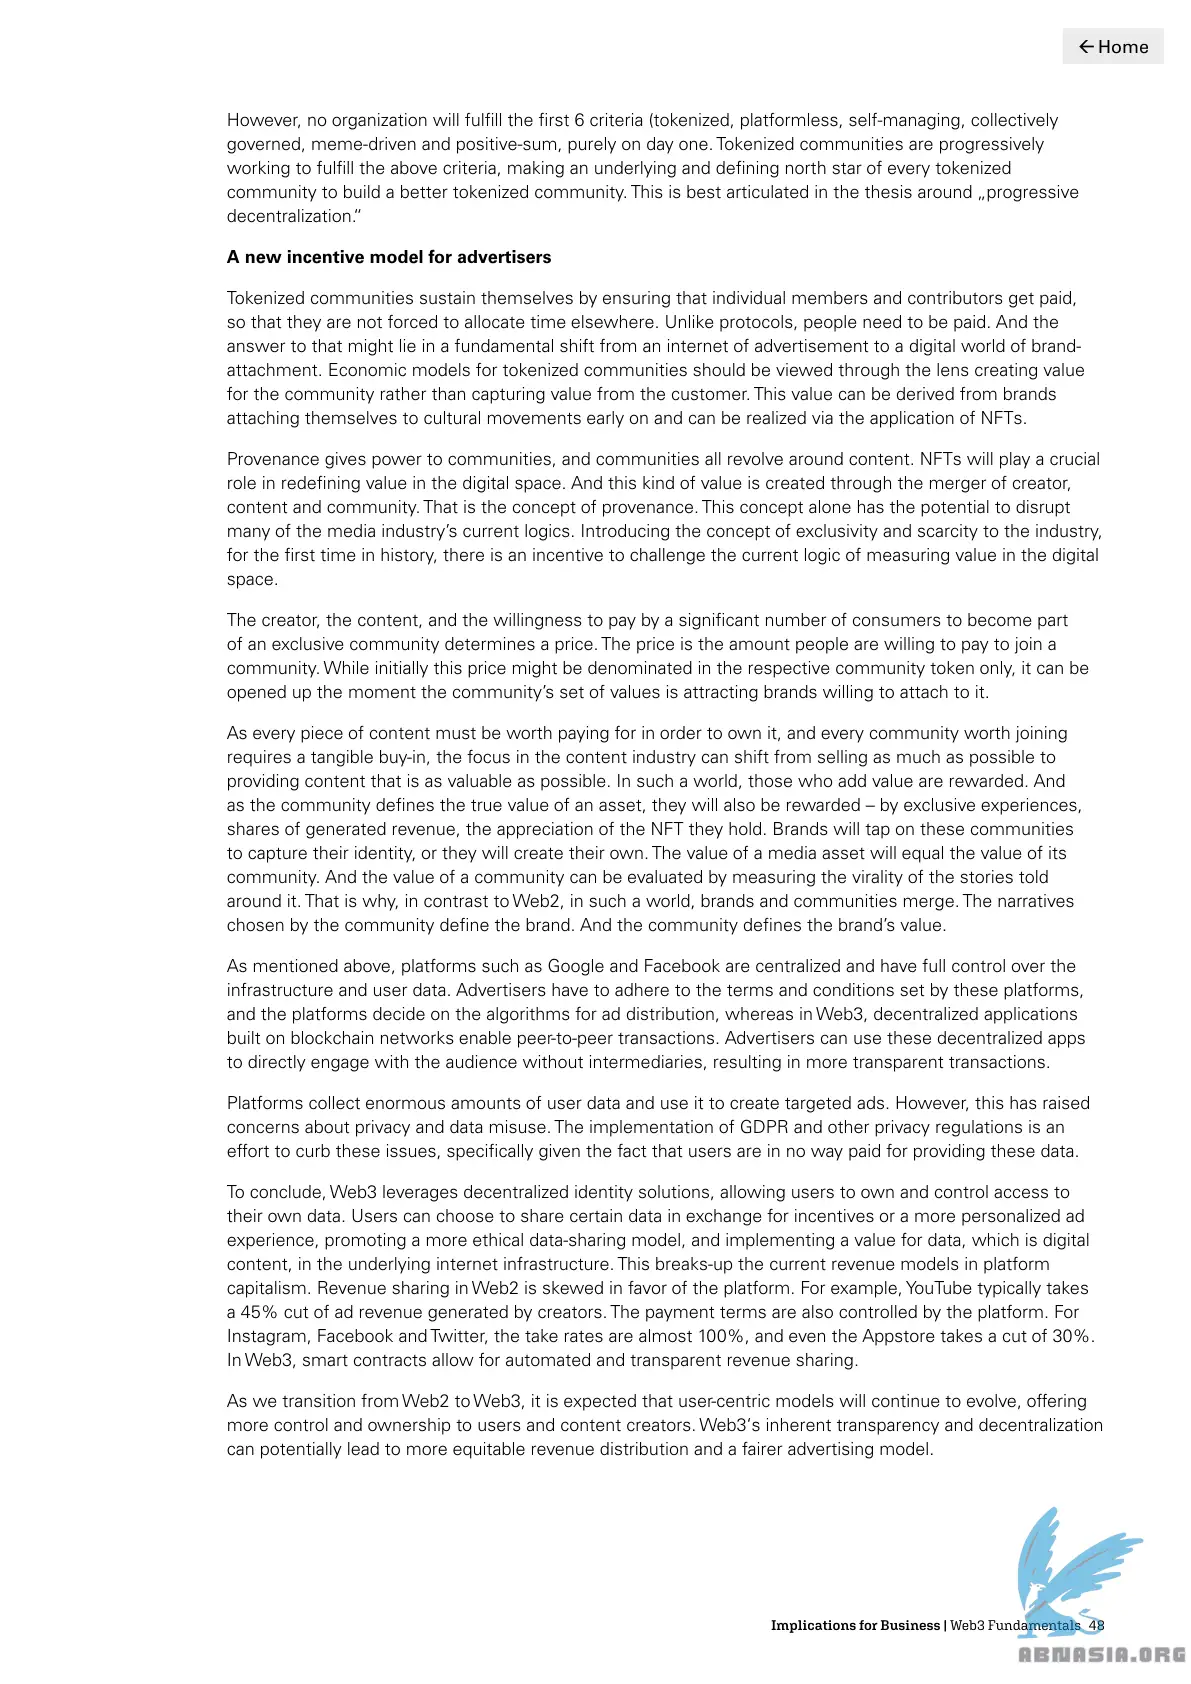 ← Home
However, no organization will fulfill the first 6 criteria (tokenized, platformless, self-managing, collectively
governed, meme-driven and positive-sum, purely on day one. Tokenized communities are progressively
working to fulfill the above criteria, making an underlying and defining north star of every tokenized
community to build a better tokenized community. This is best articulated in the thesis around „progressive
decentralization.“
A new incentive model for advertisers
Tokenized communities sustain themselves by ensuring that individual members and contributors get paid,
so that they are not forced to allocate time elsewhere. Unlike protocols, people need to be paid. And the
answer to that might lie in a fundamental shift from an internet of advertisement to a digital world of brand-
attachment. Economic models for tokenized communities should be viewed through the lens creating value
for the community rather than capturing value from the customer. This value can be derived from brands
attaching themselves to cultural movements early on and can be realized via the application of NFTs.
Provenance gives power to communities, and communities all revolve around content. NFTs will play a crucial
role in redefining value in the digital space. And this kind of value is created through the merger of creator,
content and community. That is the concept of provenance. This concept alone has the potential to disrupt
many of the media industry’s current logics. Introducing the concept of exclusivity and scarcity to the industry,
for the first time in history, there is an incentive to challenge the current logic of measuring value in the digital
space.
The creator, the content, and the willingness to pay by a significant number of consumers to become part
of an exclusive community determines a price. The price is the amount people are willing to pay to join a
community. While initially this price might be denominated in the respective community token only, it can be
opened up the moment the community’s set of values is attracting brands willing to attach to it.
As every piece of content must be worth paying for in order to own it, and every community worth joining
requires a tangible buy-in, the focus in the content industry can shift from selling as much as possible to
providing content that is as valuable as possible. In such a world, those who add value are rewarded. And
as the community defines the true value of an asset, they will also be rewarded – by exclusive experiences,
shares of generated revenue, the appreciation of the NFT they hold. Brands will tap on these communities
to capture their identity, or they will create their own. The value of a media asset will equal the value of its
community. And the value of a community can be evaluated by measuring the virality of the stories told
around it. That is why, in contrast to Web2, in such a world, brands and communities merge. The narratives
chosen by the community define the brand. And the community defines the brand’s value.
As mentioned above, platforms such as Google and Facebook are centralized and have full control over the
infrastructure and user data. Advertisers have to adhere to the terms and conditions set by these platforms,
and the platforms decide on the algorithms for ad distribution, whereas in Web3, decentralized applications
built on blockchain networks enable peer-to-peer transactions. Advertisers can use these decentralized apps
to directly engage with the audience without intermediaries, resulting in more transparent transactions.
Platforms collect enormous amounts of user data and use it to create targeted ads. However, this has raised
concerns about privacy and data misuse. The implementation of GDPR and other privacy regulations is an
effort to curb these issues, specifically given the fact that users are in no way paid for providing these data.
To conclude, Web3 leverages decentralized identity solutions, allowing users to own and control access to
their own data. Users can choose to share certain data in exchange for incentives or a more personalized ad
experience, promoting a more ethical data-sharing model, and implementing a value for data, which is digital
content, in the underlying internet infrastructure. This breaks-up the current revenue models in platform
capitalism. Revenue sharing in Web2 is skewed in favor of the platform. For example, YouTube typically takes
a 45% cut of ad revenue generated by creators. The payment terms are also controlled by the platform. For
Instagram, Facebook and Twitter, the take rates are almost 100%, and even the Appstore takes a cut of 30%.
In Web3, smart contracts allow for automated and transparent revenue sharing.
As we transition from Web2 to Web3, it is expected that user-centric models will continue to evolve, offering
more control and ownership to users and content creators. Web3‘s inherent transparency and decentralization
can potentially lead to more equitable revenue distribution and a fairer advertising model.
Implications for Business | Web3 Fundamentals 48
ABNASIA.ORG